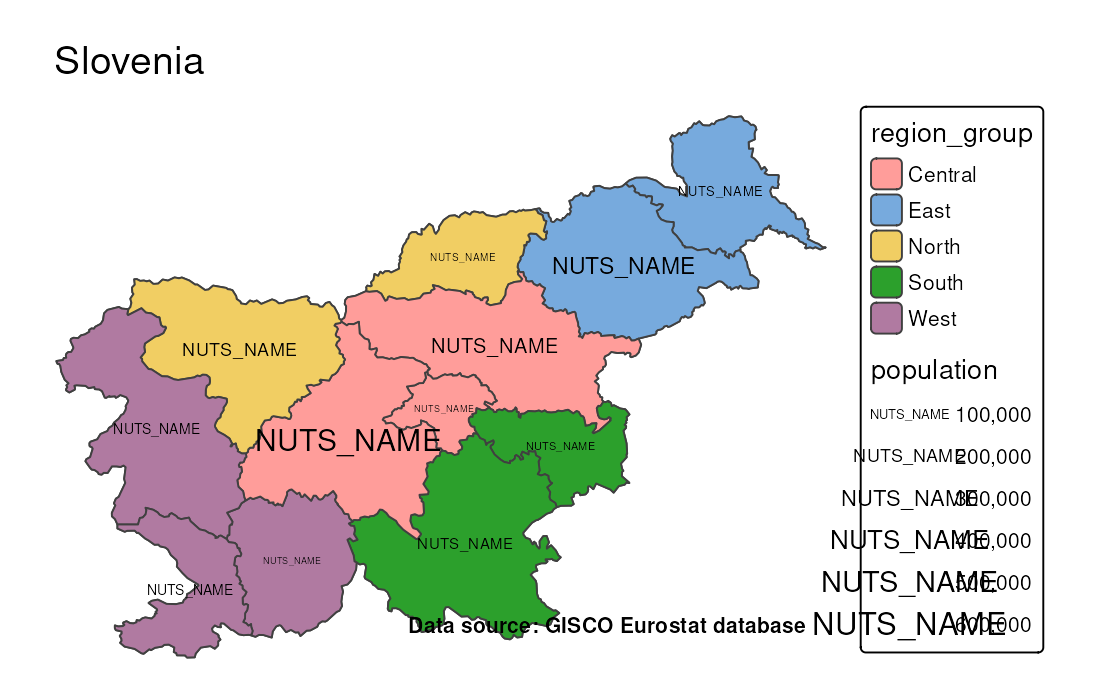 Slovenia
NUTS_NAME
NUTS_NAME
NUTS_NAME
NUTS_NAME
NUTS_NAME
NUTS_NAME
NUTS_NAME
NUTS_NAME
NUTS_NAME
NUTS_NAME
NUTS_NAME
NUTS_NAME
Data source: GISCO Eurostat database
region_group
Central
East
North
South
West
population
NUTS_NAME 100,000
NUTS_NAME 200,000
NUTS_NAME 300,000
NUTS_NAME 400,000
NUTS_NAME 500,000
NUTS_NAME 600,000